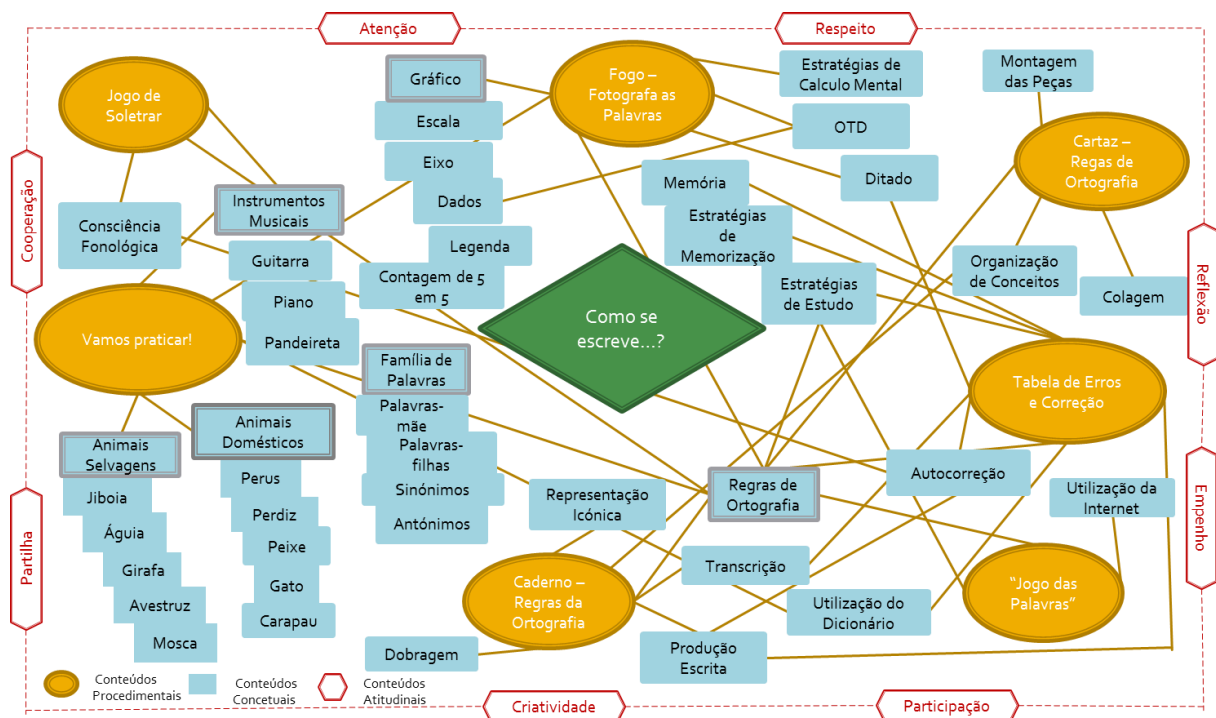 Atenção
Respeito
Jogo de
Soletrar
Gráfico
Fogo –
Fotografa as
Palavras
Estratégias de
Calculo Mental
Montagem
das Peças
Escala
OTD
Cartaz –
Regas de
Ortografia
Eixo
Memória
Ditado
Cooperação
Instrumentos
Musicais
Dados
Consciência
Fonológica
Estratégias
de
Memorização
Legenda
Guitarra
Contagem de 5
em 5
Estratégias
de Estudo
Organização
de Conceitos
Colagem
Reflexão
Piano
Como se
escreve...?
Vamos praticar!
Pandeireta
Família de
Palavras
Tabela de Erros
e Correção
Palavras-
mãe
Animais
Domésticos
Animais
Selvagens
Palavras-
filhas
Autocorreção
Perus
Sinónimos
Regras de
Ortografia
Representação
Icónica
Utilização da
Internet
Empenho
Jiboia
Perdiz
Antónimos
Águia
Peixe
Partilha
Girafa
Gato
Transcrição
Caderno –
Regras da
Ortografia
"Jogo das
Palavras"
Avestruz
Carapau
Utilização do
Dicionário
Mosca
Dobragem
Produção
Escrita
Conteúdos
Procedimentais
Conteúdos
Concetuais
Conteúdos
Atitudinais
Criatividade
Participação